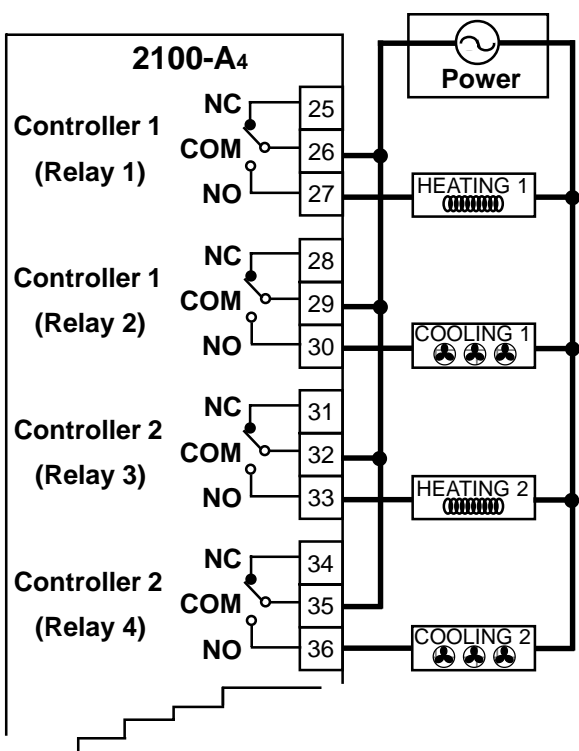 2100-A4
Power
Controller 1
(Relay 1)
NC
COM
NO
25
26
27
HEATING 1
Controller 1
(Relay 2)
NC
COM
NO
28
29
30
COOLING 1
Controller 2
(Relay 3)
NC
COM
NO
31
32
33
HEATING 2
Controller 2
(Relay 4)
NC
COM
NO
34
35
36
COOLING 2